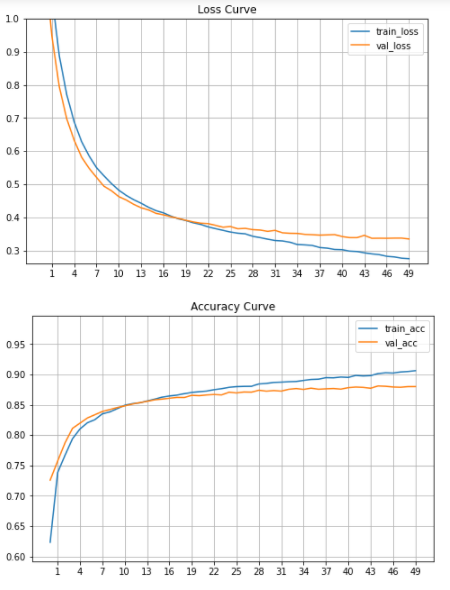 Loss Curve
1.0
0.9
0.8
0.7
0.6
0.5
0.4
0.3
train_loss
val_loss
1 4 7 10 13 16 19 22 25 28 31 34 37 40 43 46 49
Accuracy Curve
0.95
0.90
0.85
0.80
0.75
0.70
0.65
0.60
train_acc
val_acc
1 4 7 10 13 16 19 22 25 28 31 34 37 40 43 46 49